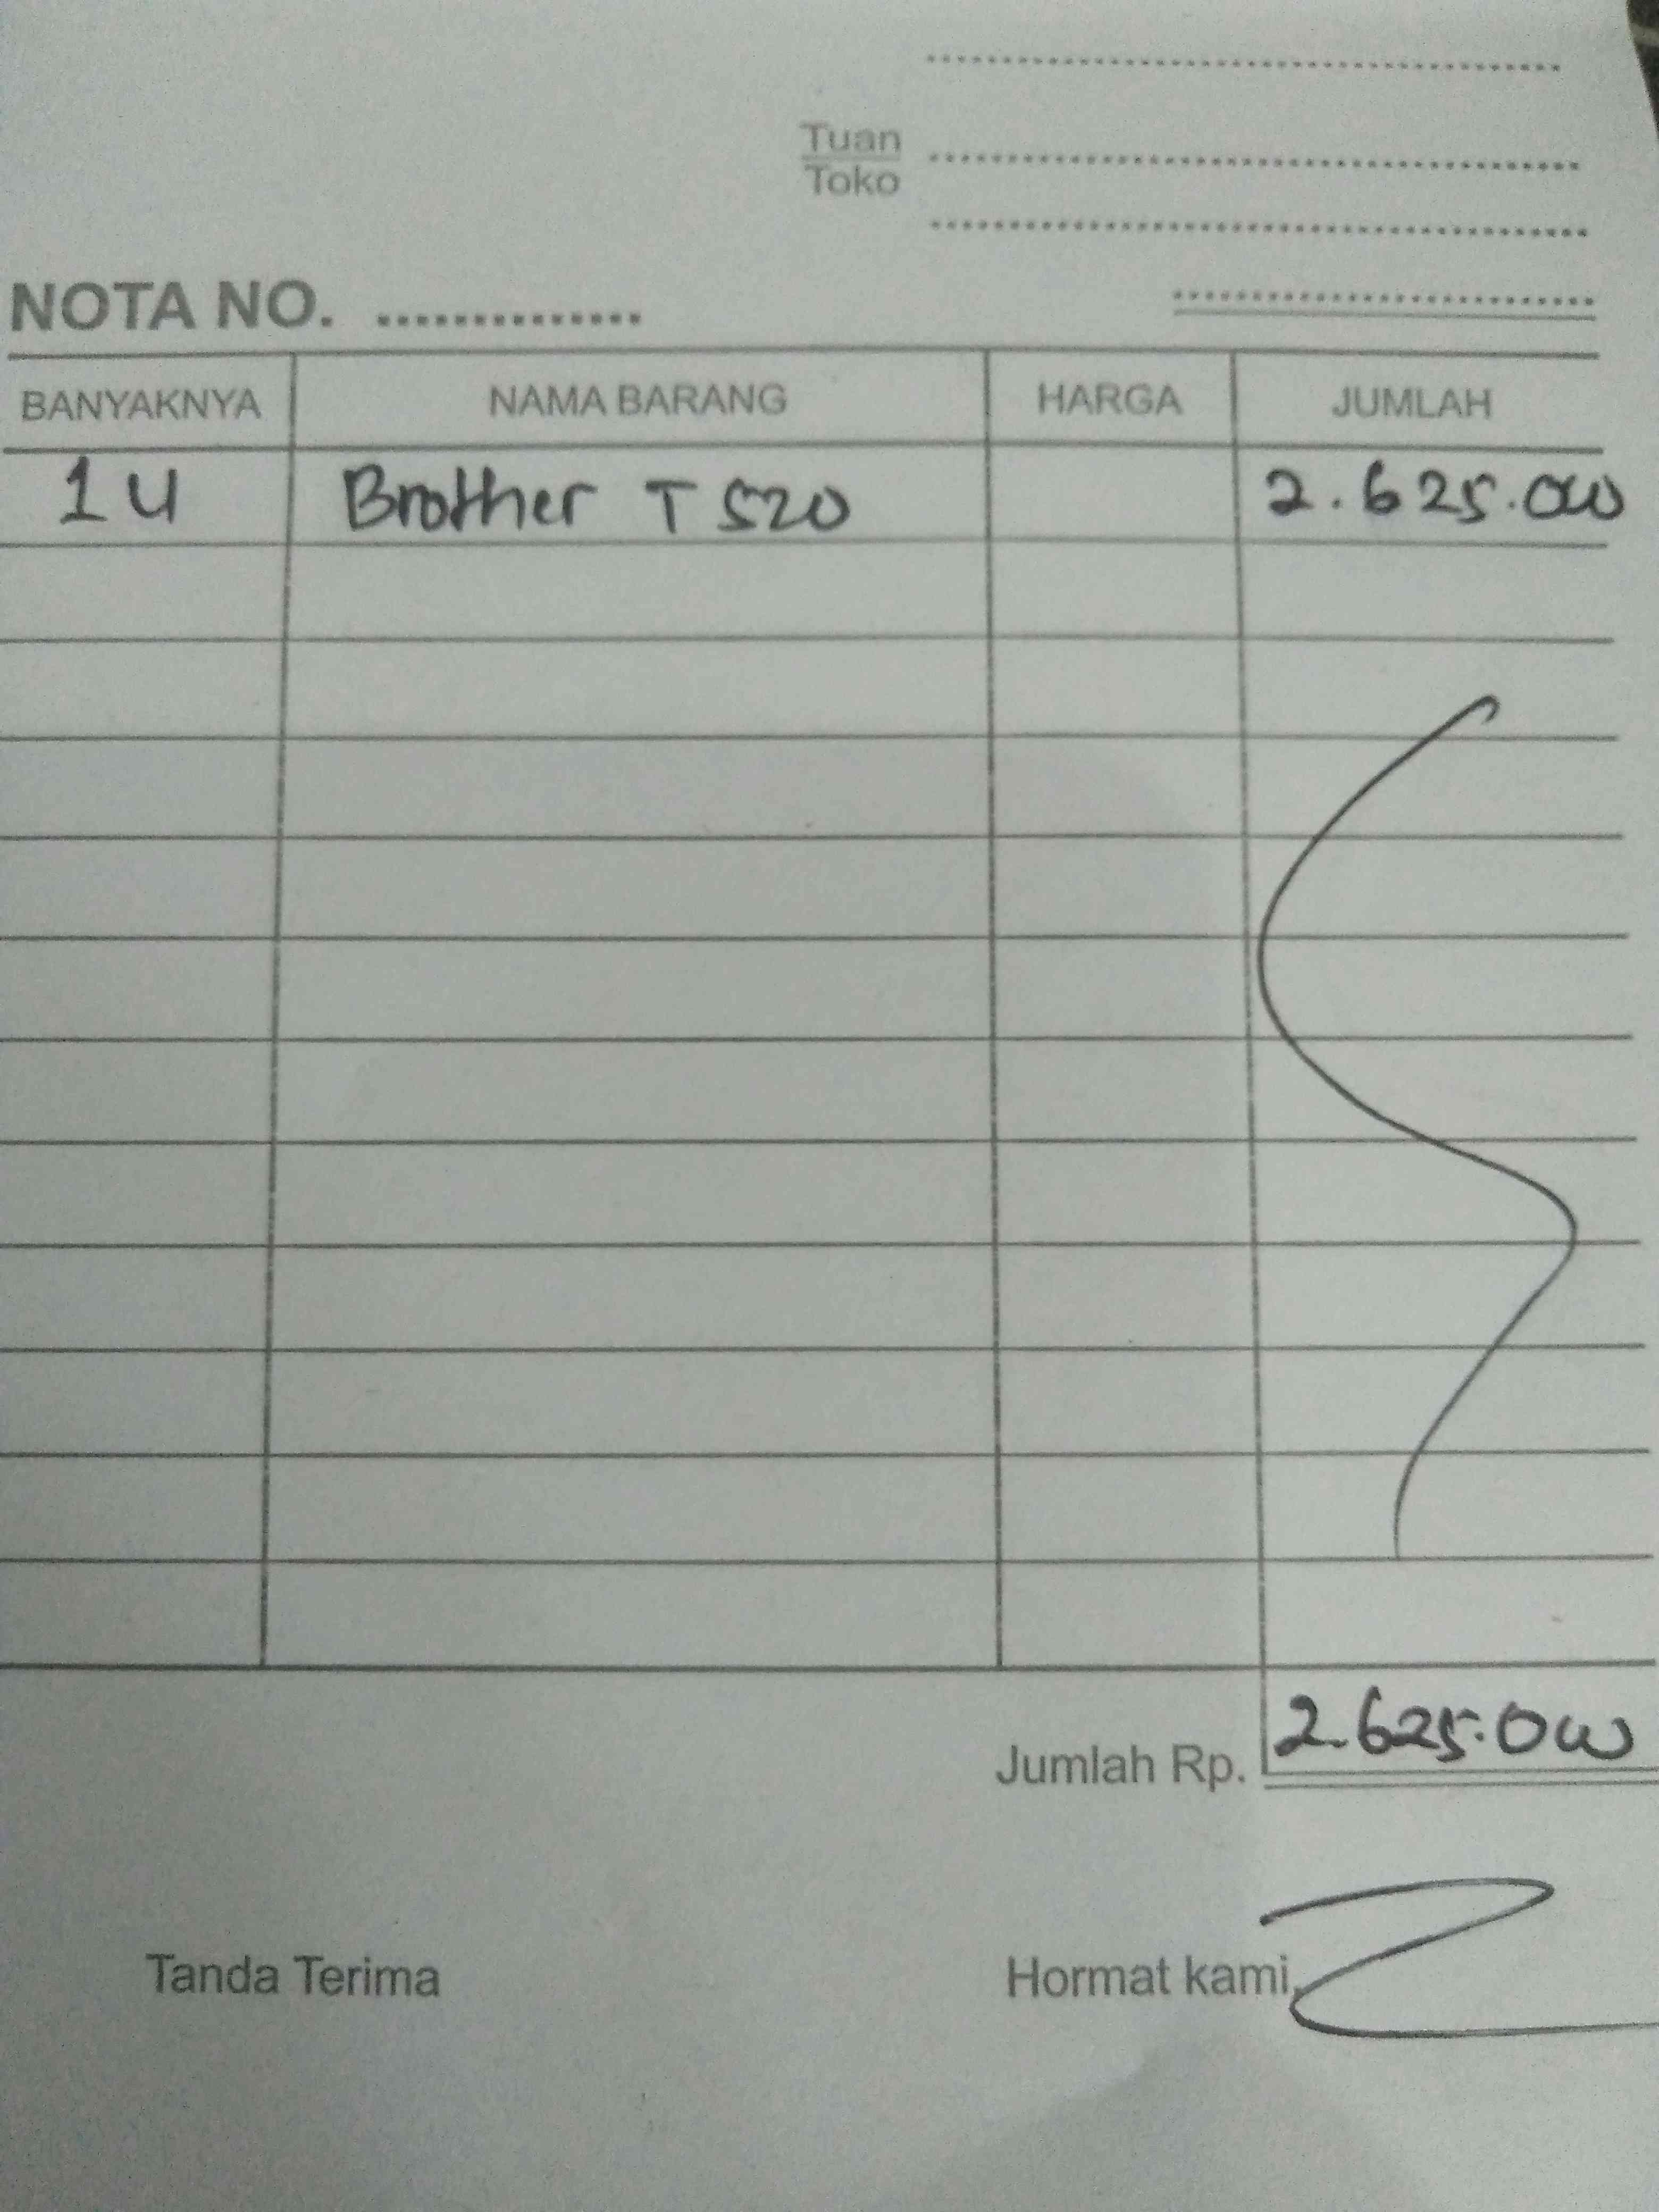 Tuan
Toko
NOTA NO. ..............
BANYAKNYA NAMA BARANG HARGA JUMLAH
1 U Brother T 520 2.625.000
Jumlah Rp. 2.625.000
Tanda Terima Hormat kami,